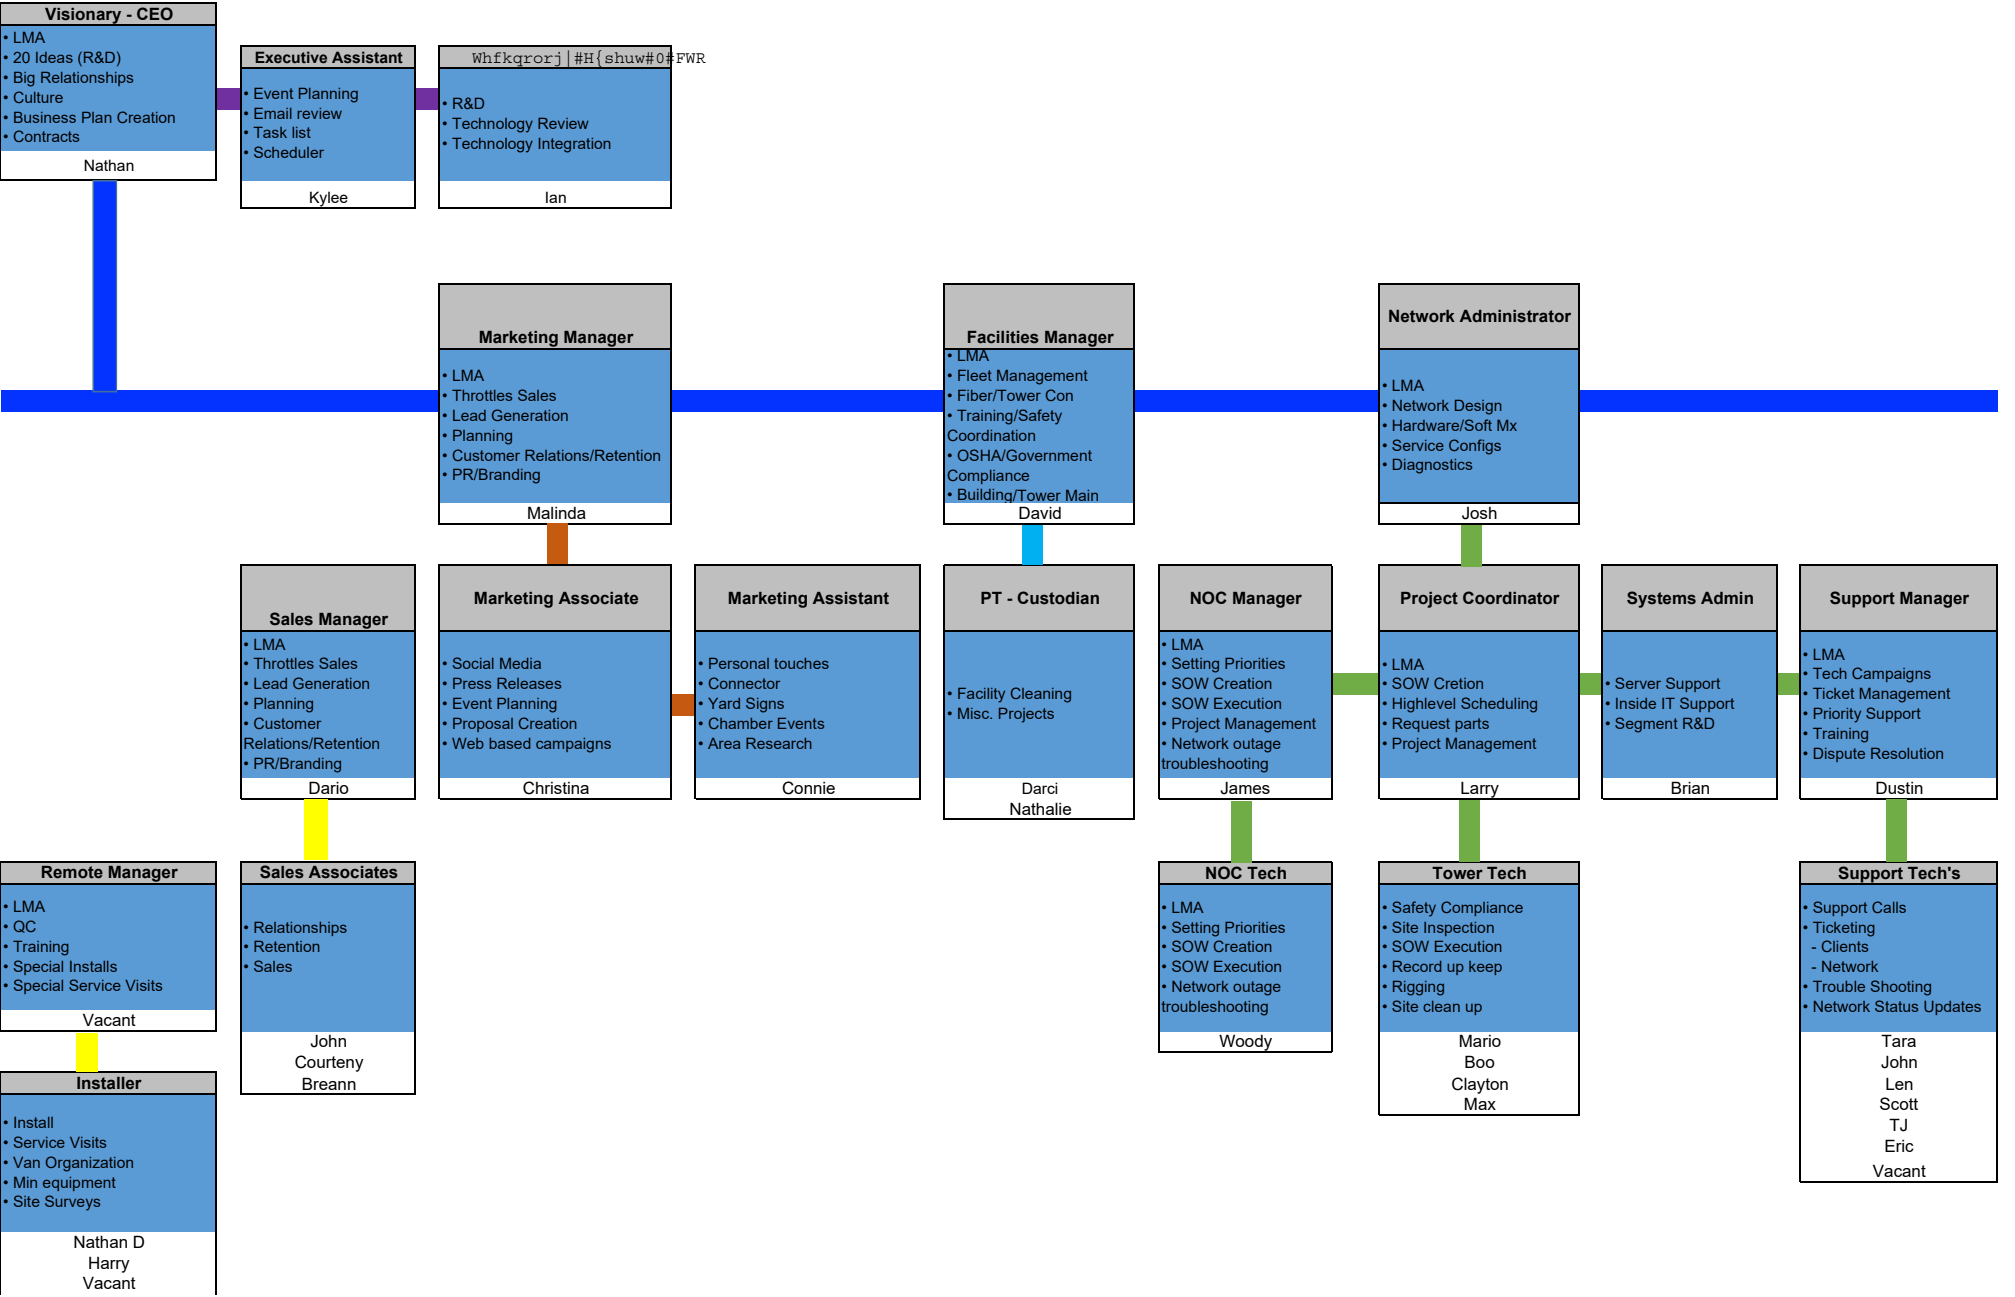 Visionary - CEO
• LMA
• 20 Ideas (R&D)
• Big Relationships
• Culture
• Business Plan Creation
• Contracts
Nathan
Executive Assistant
• Event Planning
• Email review
• Task list
• Scheduler
Kylee
Whfkqrorj|#H{shuw#0#FWR
• R&D
• Technology Review
• Technology Integration
Ian
Marketing Manager
• LMA
• Throttles Sales
• Lead Generation
• Planning
• Customer Relations/Retention
• PR/Branding
Malinda
Facilities Manager
• LMA
• Fleet Management
• Fiber/Tower Con
• Training/Safety
Coordination
• OSHA/Government
Compliance
• Building/Tower Main
David
Network Administrator
• LMA
• Network Design
• Hardware/Soft Mx
• Service Configs
• Diagnostics
Josh
Sales Manager
• LMA
• Throttles Sales
• Lead Generation
• Planning
• Customer
Relations/Retention
• PR/Branding
Dario
Marketing Associate
• Social Media
• Press Releases
• Event Planning
• Proposal Creation
• Web based campaigns
Christina
Marketing Assistant
• Personal touches
• Connector
• Yard Signs
• Chamber Events
• Area Research
Connie
PT - Custodian
• Facility Cleaning
• Misc. Projects
Darci
Nathalie
NOC Manager
• LMA
• Setting Priorities
• SOW Creation
• SOW Execution
• Project Management
• Network outage
troubleshooting
James
Project Coordinator
• LMA
• SOW Cretion
• Highlevel Scheduling
• Request parts
• Project Management
Larry
Systems Admin
• Server Support
• Inside IT Support
• Segment R&D
Brian
Support Manager
• LMA
• Tech Campaigns
• Ticket Management
• Priority Support
• Training
• Dispute Resolution
Dustin
Remote Manager
• LMA
• QC
• Training
• Special Installs
• Special Service Visits
Vacant
Sales Associates
• Relationships
• Retention
• Sales
John
Courteny
Breann
NOC Tech
• LMA
• Setting Priorities
• SOW Creation
• SOW Execution
• Network outage
troubleshooting
Woody
Tower Tech
• Safety Compliance
• Site Inspection
• SOW Execution
• Record up keep
• Rigging
• Site clean up
Mario
Boo
Clayton
Max
Support Tech's
• Support Calls
• Ticketing
- Clients
- Network
• Trouble Shooting
• Network Status Updates
Tara
John
Len
Scott
TJ
Eric
Vacant
Installer
• Install
• Service Visits
• Van Organization
• Min equipment
• Site Surveys
Nathan D
Harry
Vacant